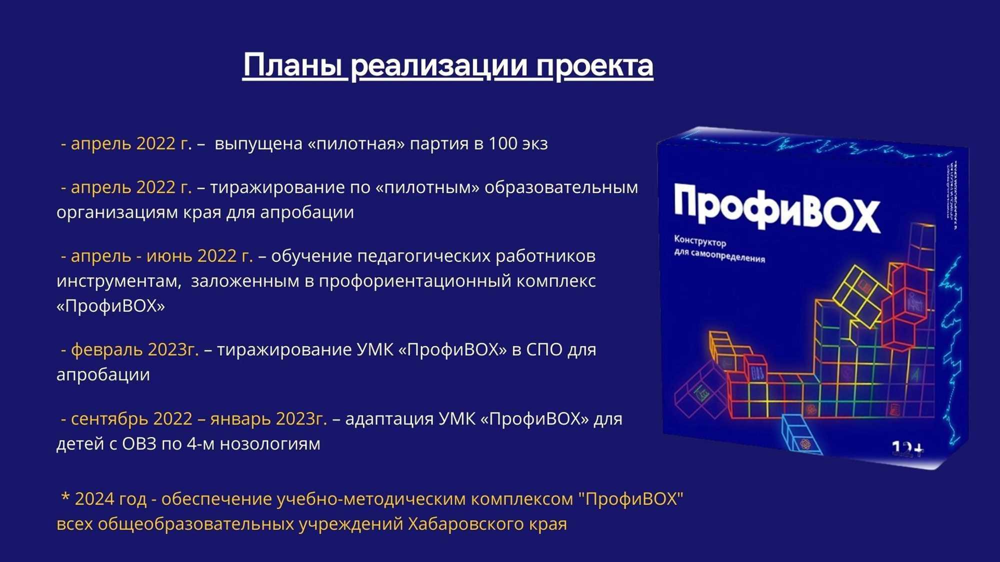 Планы реализации проекта
- апрель 2022 г. – выпущена «пилотная» партия в 100 экз
- апрель 2022 г. – тиражирование по «пилотным» образовательным
организациям края для апробации
- апрель - июнь 2022 г. – обучение педагогических работников
инструментам, заложенным в профориентационный комплекс
«ПрофиBOX»
- февраль 2023г. – тиражирование УМК «ПрофиBOX» в СПО для
апробации
- сентябрь 2022 – январь 2023г. – адаптация УМК «ПрофиBOX» для
детей с ОВЗ по 4-м нозологиям
* 2024 год - обеспечение учебно-методическим комплексом "ПрофиBOX"
всех общеобразовательных учреждений Хабаровского края
ПрофиBOX
Конструктор
для самоопределения
12+